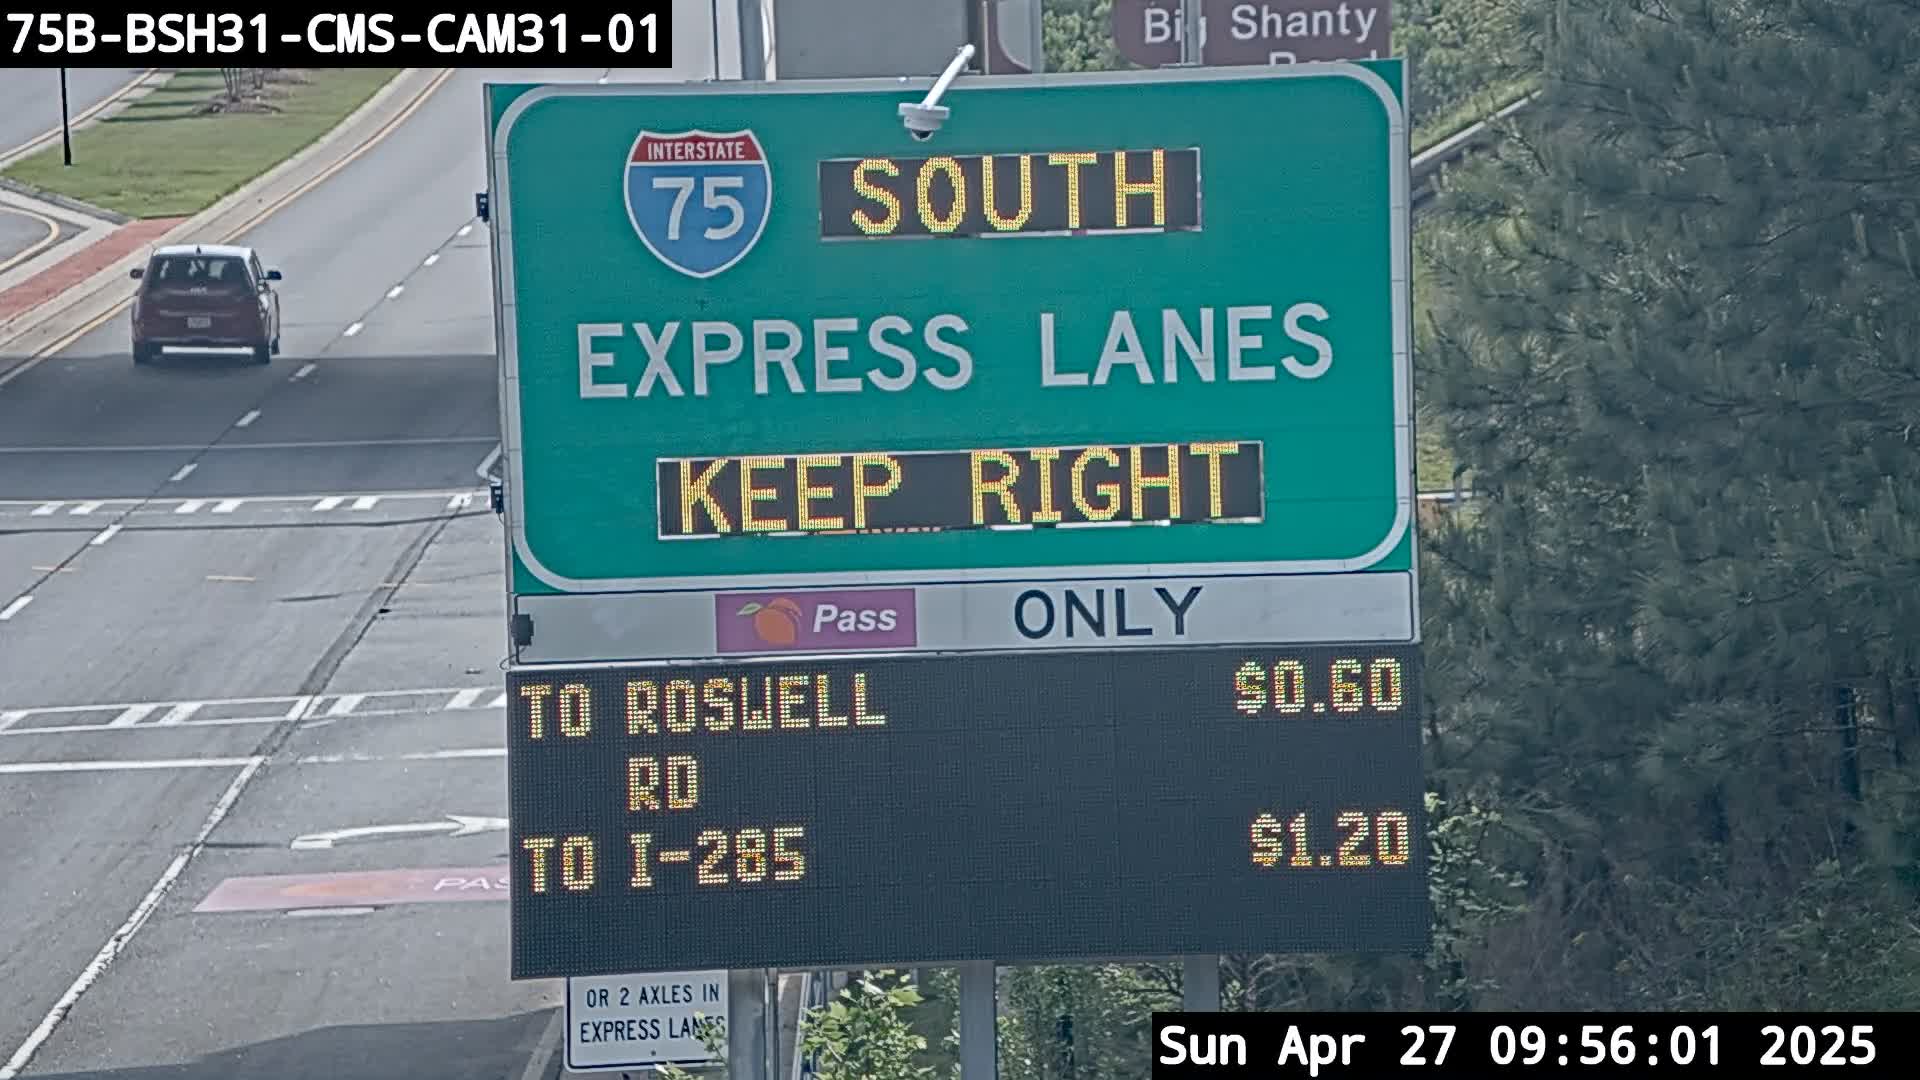 75B-BSH31-CMS-CAM31-01
Big Shanty
INTERSTATE
75
SOUTH
EXPRESS LANES
KEEP RIGHT
Pass ONLY
TO ROSWELL $0.60
RD
TO I-285 $1.20
OR 2 AXLES IN
EXPRESS LANES
Sun Apr 27 09:56:01 2025